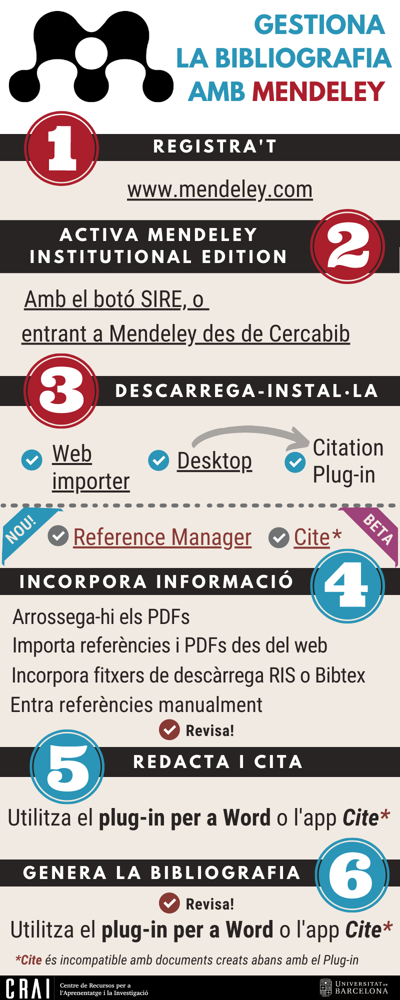 GESTIONA
LA BIBLIOGRAFIA
AMB MENDELEY
1
REGISTRA'T
www.mendeley.com
ACTIVA MENDELEY
INSTITUTIONAL EDITION
2
Amb el botó SIRE, o
entrant a Mendeley des de Cercabib
3
DESCARREGA-INSTAL·LA
Web
importer
Desktop
Citation
Plug-in
NOU!
Reference Manager
Cite*
BETA
INCORPORA INFORMACIÓ
4
Arrossega-hi els PDFs
Importa referències i PDFs des del web
Incorpora fitxers de descàrrega RIS o Bibtex
Entra referències manualment
Revisa!
5
REDACTA I CITA
Utilitza el plug-in per a Word o l'app Cite*
GENERA LA BIBLIOGRAFIA
6
Revisa!
Utilitza el plug-in per a Word o l'app Cite*
*Cite és incompatible amb documents creats abans amb el Plug-in
CRAI
Centre de Recursos per a
l'Aprenentatge i la Investigació
UNIVERSITAT DE
BARCELONA